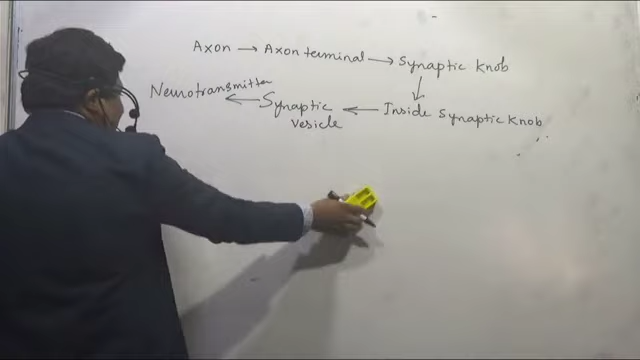 Axon → Axon terminal → Synaptic Knob
↓
Neurotransmitter ← Synaptic vesicle ← Inside Synaptic Knob